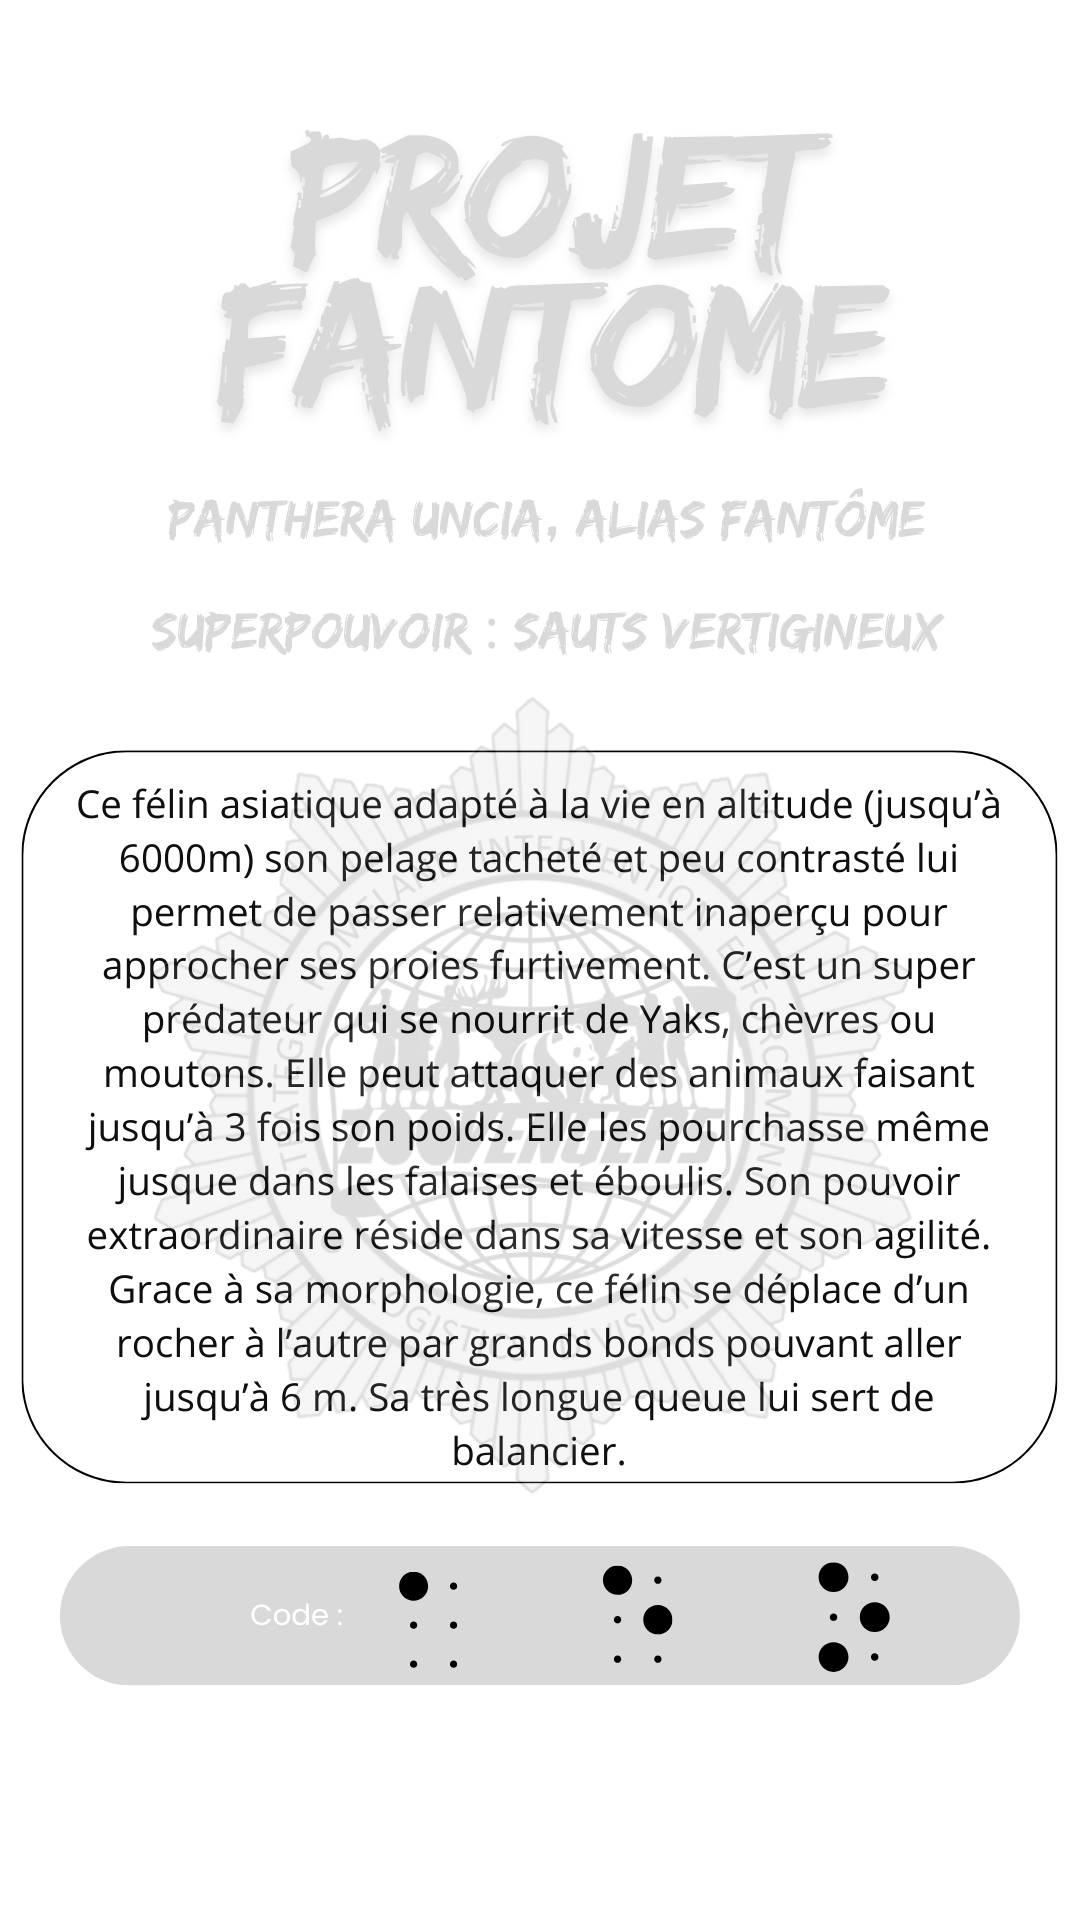 PROJET
FANTOME
PANTHERA UNCIA, ALIAS FANTÔME
SUPERPOUVOIR : SAUTS VERTIGINEUX
Ce félin asiatique adapté à la vie en altitude (jusqu’à
6000m) son pelage tacheté et peu contrasté lui
permet de passer relativement inaperçu pour
approcher ses proies furtivement. C’est un super
prédateur qui se nourrit de Yaks, chèvres ou
moutons. Elle peut attaquer des animaux faisant
jusqu’à 3 fois son poids. Elle les pourchasse même
jusque dans les falaises et éboulis. Son pouvoir
extraordinaire réside dans sa vitesse et son agilité.
Grace à sa morphologie, ce félin se déplace d’un
rocher à l’autre par grands bonds pouvant aller
jusqu’à 6 m. Sa très longue queue lui sert de
balancier.
INTERVENTION
ZOOVENGERS
DIVISION
Code :
⠁ ⠑ ⠕